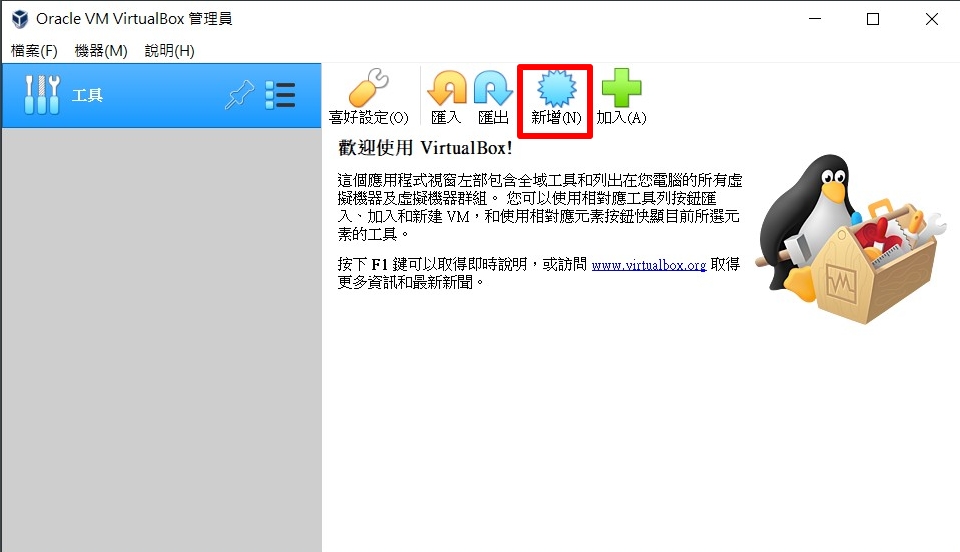 Oracle VM VirtualBox 管理員
檔案(F) 機器(M) 說明(H)
工具
喜好設定(O) 匯入 匯出 新增(N) 加入(A)
歡迎使用 VirtualBox!
這個應用程式視窗左部包含全域工具和列出在您電腦的所有虛
擬機器及虛擬機器群組。 您可以使用相對應工具列按鈕匯
入、加入和新建 VM，和使用相對應元素按鈕快顯目前所選元
素的工具。
按下 F1 鍵可以取得即時說明，或訪問 www.virtualbox.org 取得
更多資訊和最新新聞。